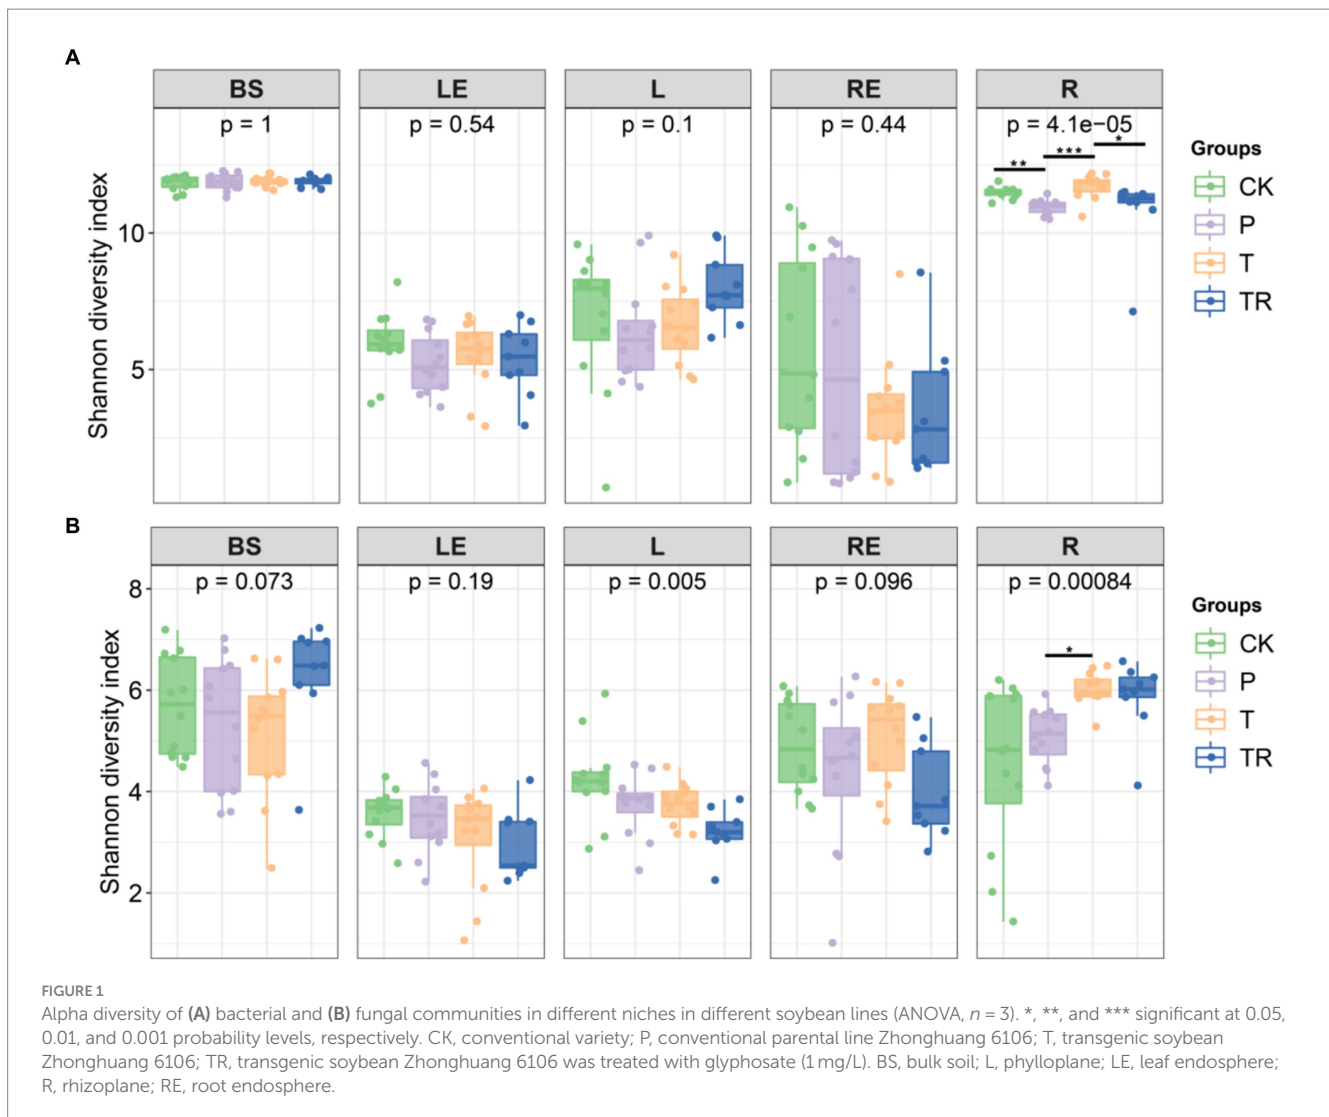 A
BS LE L RE R
p = 1 p = 0.54 p = 0.1 p = 0.44 p = 4.1e−05
** *** *
Shannon diversity index
10
5
Groups
CK
P
T
TR
B
BS LE L RE R
p = 0.073 p = 0.19 p = 0.005 p = 0.096 p = 0.00084
*
Shannon diversity index
8
6
4
2
Groups
CK
P
T
TR
FIGURE 1
Alpha diversity of (A) bacterial and (B) fungal communities in different niches in different soybean lines (ANOVA, n = 3). *, **, and *** significant at 0.05,
0.01, and 0.001 probability levels, respectively. CK, conventional variety; P, conventional parental line Zhonghuang 6106; T, transgenic soybean
Zhonghuang 6106; TR, transgenic soybean Zhonghuang 6106 was treated with glyphosate (1 mg/L). BS, bulk soil; L, phylloplane; LE, leaf endosphere;
R, rhizoplane; RE, root endosphere.